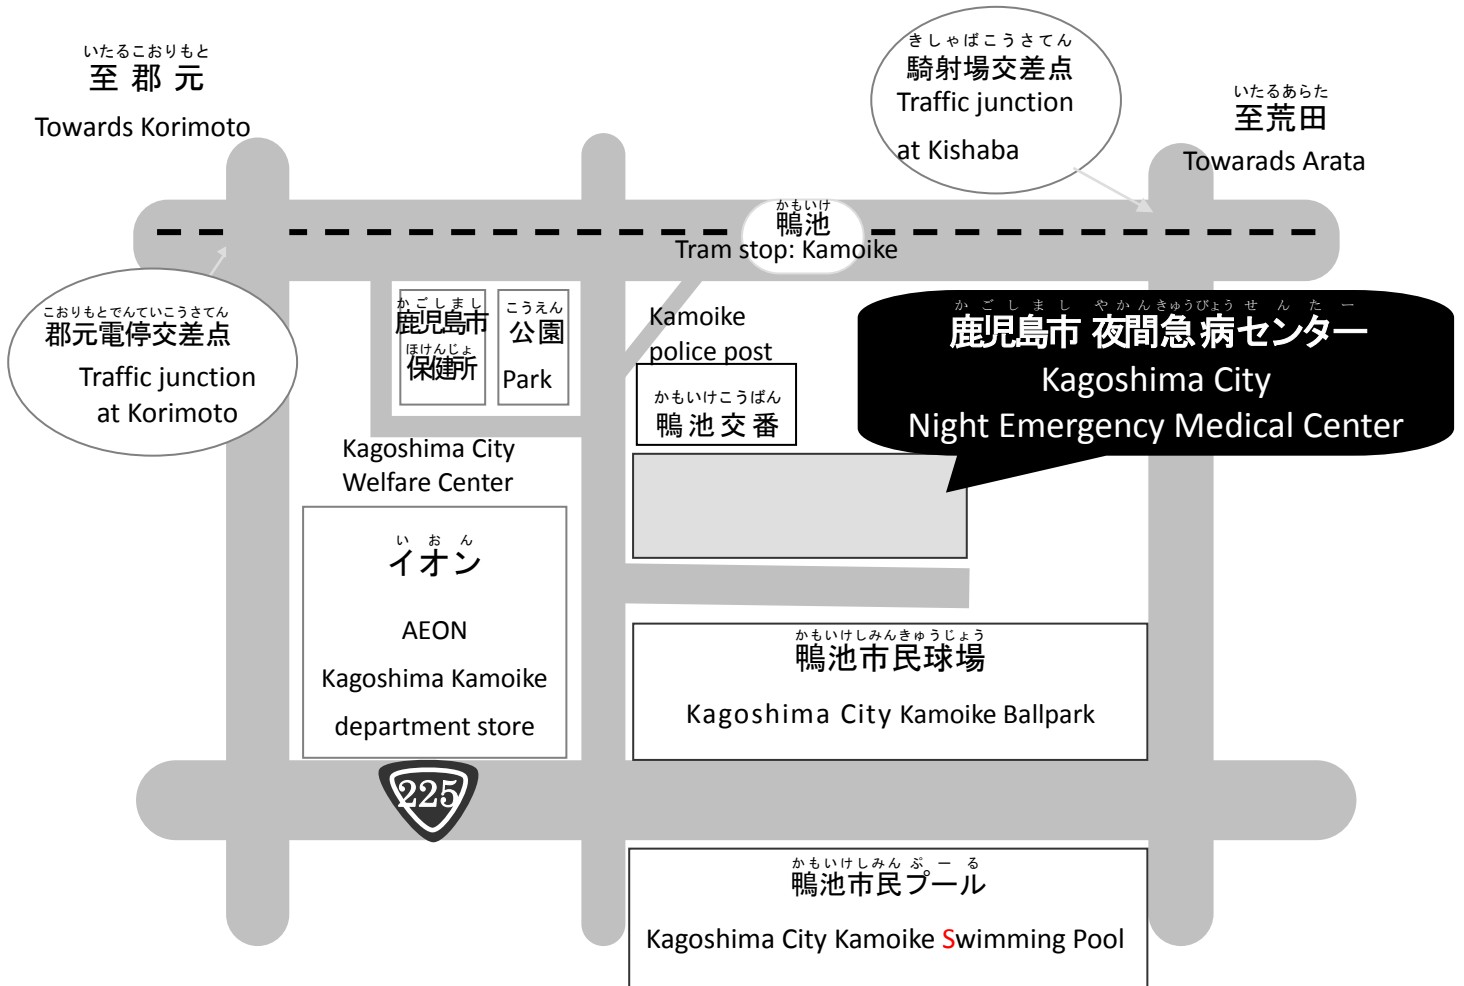 いたるこおりもと
至 郡 元
Towards Korimoto
きしゃばこうさてん
騎射場交差点
Traffic junction
at Kishaba
いたるあらた
至荒田
Towarads Arata
かもいけ
鴨池
Tram stop: Kamoike
こおりもとでんていこうさてん
郡元電停交差点
Traffic junction
at Korimoto
かごしまし
鹿児島市
ほけんじょ
保健所
こうえん
公園
Park
Kamoike
police post
かもいけこうばん
鴨池交番
かごしまし やかんきゅうびょうせんたー
鹿児島市 夜間急病センター
Kagoshima City
Night Emergency Medical Center
Kagoshima City
Welfare Center
いおん
イオン
AEON
Kagoshima Kamoike
department store
かもいけしみんきゅうじょう
鴨池市民球場
Kagoshima City Kamoike Ballpark
225
かもいけしみんぷーる
鴨池市民プール
Kagoshima City Kamoike Swimming Pool